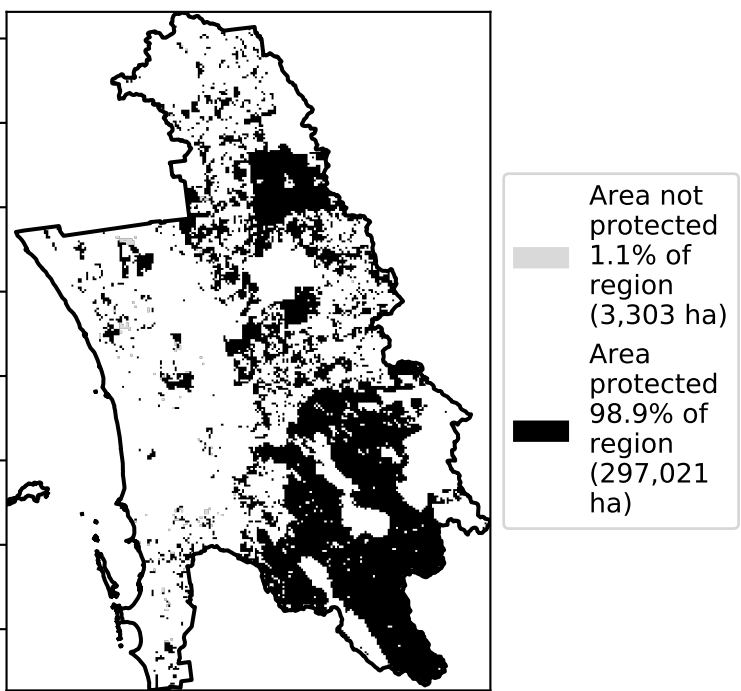 Area not
protected
1.1% of
region
(3,303 ha)
Area
protected
98.9% of
region
(297,021
ha)